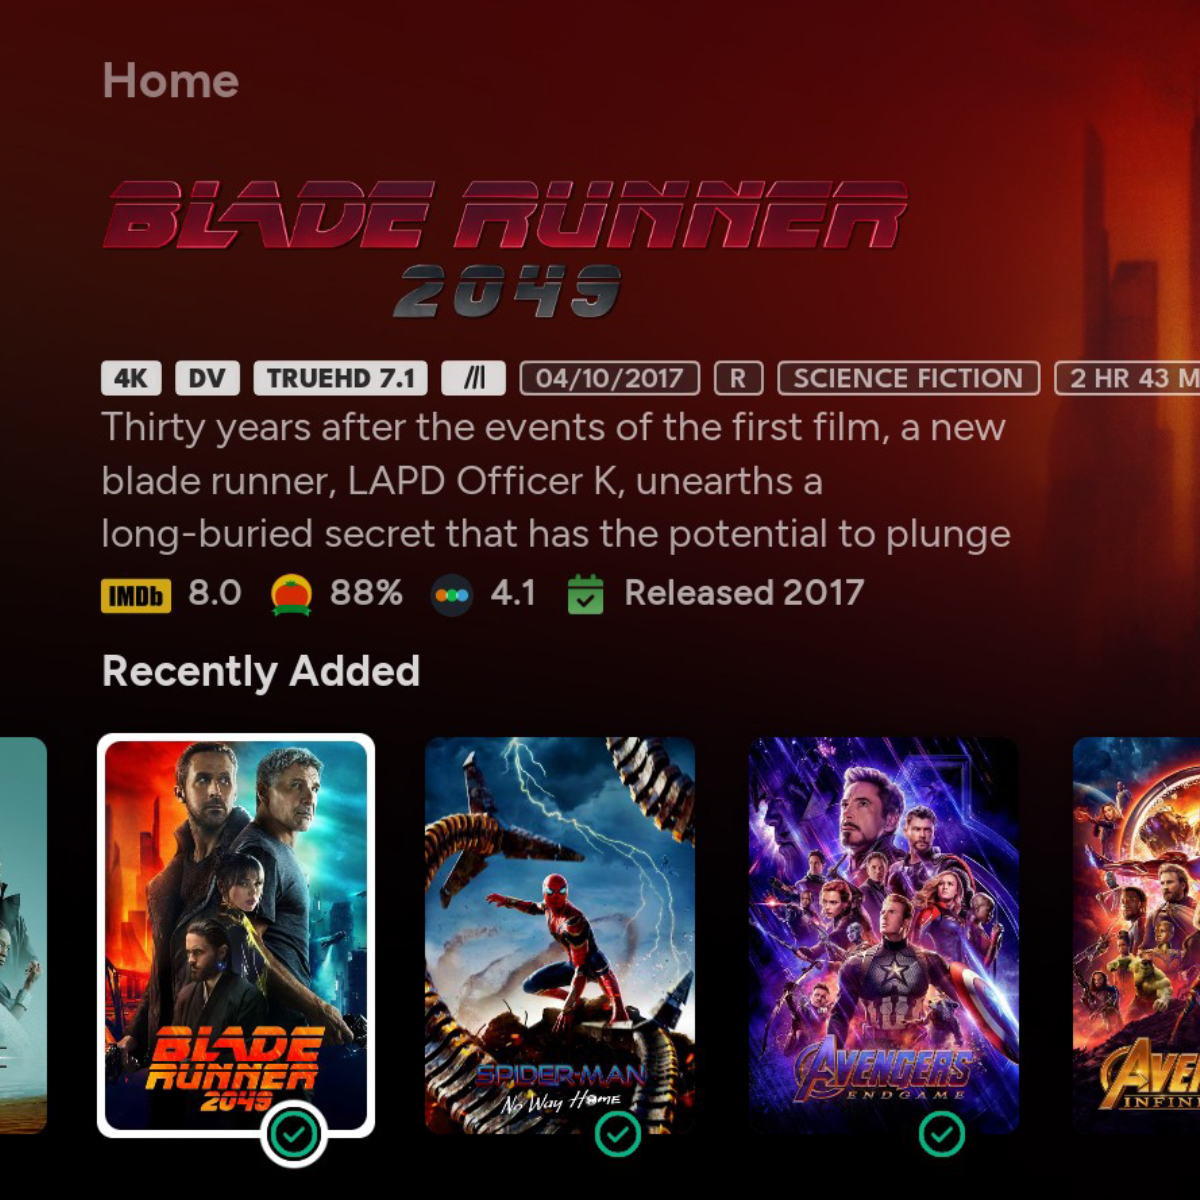 Home
BLADE RUNNER
2049
4K DV TRUEHD 7.1 04/10/2017 R SCIENCE FICTION 2 HR 43 M
Thirty years after the events of the first film, a new
blade runner, LAPD Officer K, unearths a
long-buried secret that has the potential to plunge
IMDb 8.0 88% 4.1 Released 2017
Recently Added
BLADE
RUNNER
2049
SPIDER-MAN
No Way Home
AVENGERS
ENDGAME
AVE
INFIN